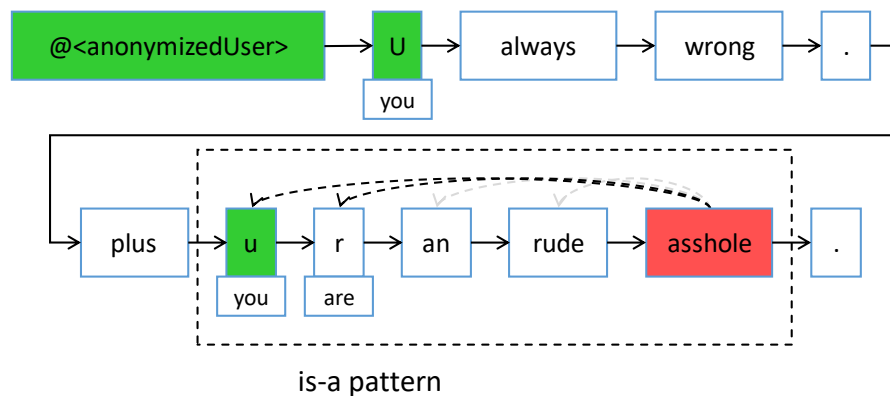 @<anonymizedUser> U always wrong .
you
plus u r an rude asshole .
you are
is-a pattern